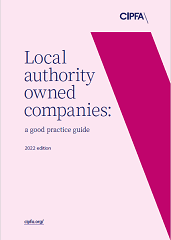 CIPFA
Local
authority
owned
companies:
a good practice guide
2022 edition
cipfa.org/